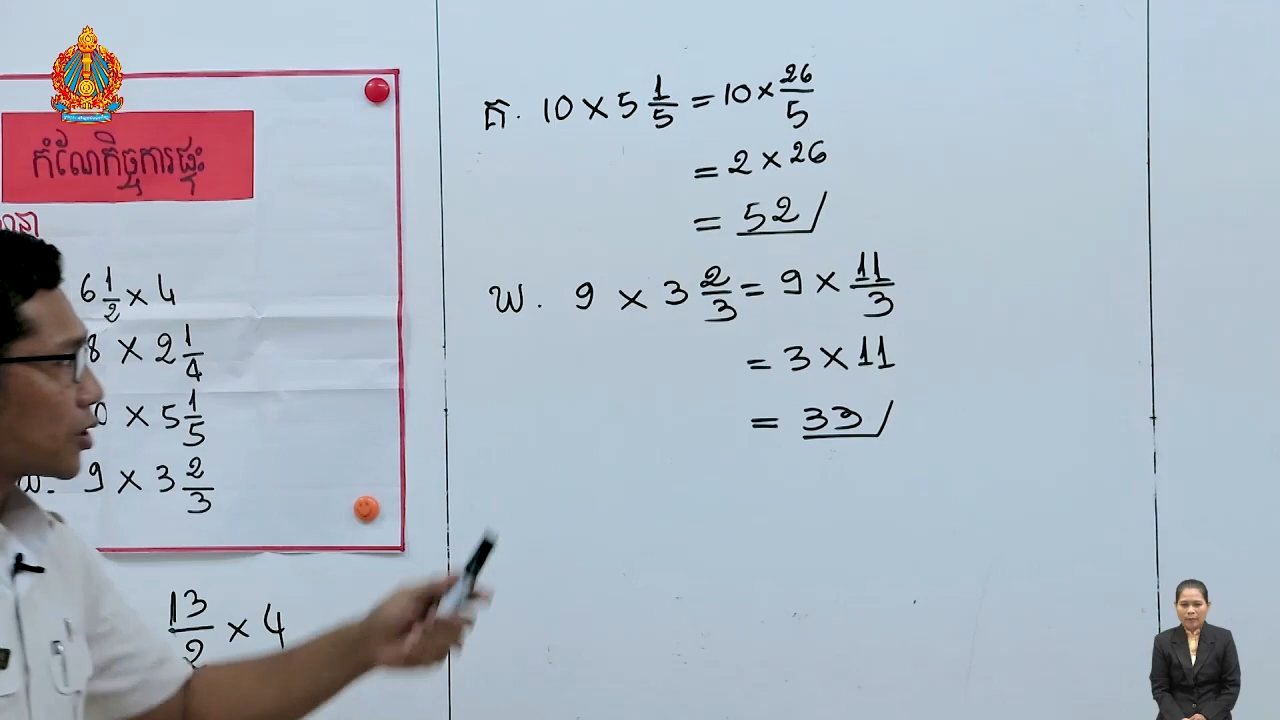 កំណែកិច្ចការផ្ទះ
6 1/2 × 4
8 × 2 1/4
0 × 5 1/5
ឃ. 9 × 3 2/3
13/2 × 4
គ. 10 × 5 1/5 = 10 × 26/5
= 2 × 26
= 52/
ឃ. 9 × 3 2/3 = 9 × 11/3
= 3 × 11
= 33/